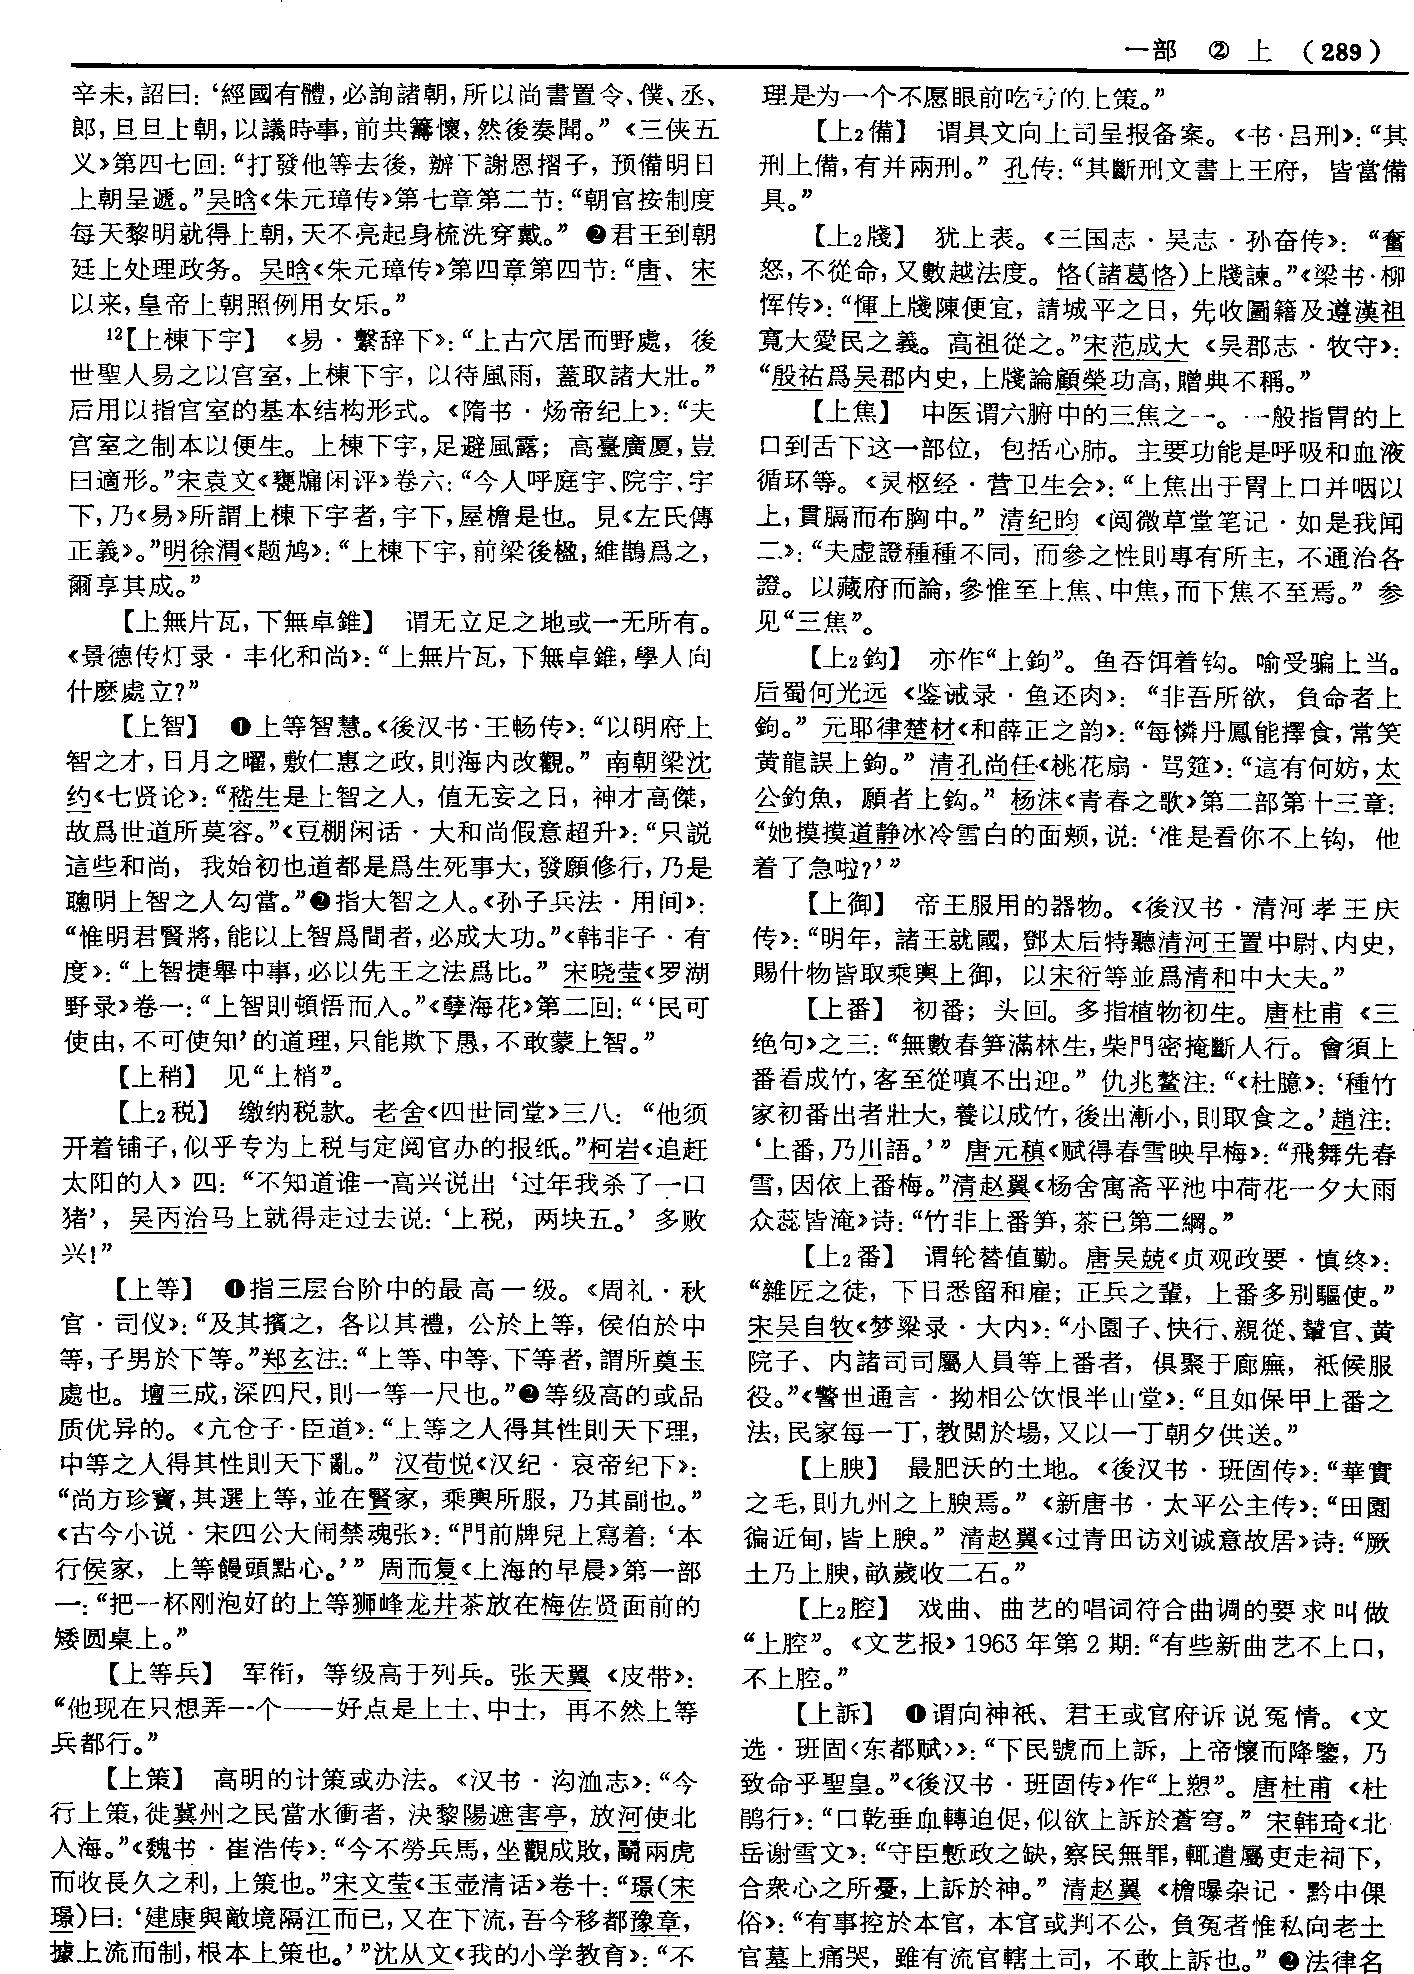 一部 ② 上 (289)
辛未，詔曰：‘經國有體，必詢諸朝，所以尚書置令、僕、丞、
郎，旦旦上朝，以議時事，前共籌懷，然後奏聞。”《三侠五
义》第四七回：“打發他等去後，辦下謝恩摺子，预備明日
上朝呈遞。”吴晗《朱元璋传》第七章第二节：“朝官按制度
每天黎明就得上朝，天不亮起身梳洗穿戴。” ❷君王到朝
廷上处理政务。吴晗《朱元璋传》第四章第四节：“唐、宋
以来，皇帝上朝照例用女乐。”
¹²【上棟下宇】 《易·繫辞下》：“上古穴居而野處，後
世聖人易之以宫室，上棟下宇，以待風雨，蓋取諸大壯。”
后用以指官室的基本结构形式。《隋书·炀帝纪上》：“夫
宫室之制本以便生。上棟下宇，足避風露；高臺廣厦，豈
曰適形。”宋袁文《甕牖闲评》卷六：“今人呼庭宇、院宇、宇
下，乃《易》所謂上棟下宇者，宇下，屋檐是也。見《左氏傳
正義》。”明徐渭《题鸠》：“上棟下宇，前梁後楹，維鵲爲之，
爾享其成。”
【上無片瓦，下無卓錐】 谓无立足之地或一无所有。
《景德传灯录·丰化和尚》：“上無片瓦，下無卓錐，學人向
什麽處立？”
【上智】 ❶上等智慧。《後汉书·王畅传》：“以明府上
智之才，日月之曜，敷仁惠之政，則海内改觀。” 南朝梁沈
约《七贤论》：“嵇生是上智之人，值无妄之日，神才高傑，
故爲世道所莫容。”《豆棚闲话·大和尚假意超升》：“只説
這些和尚，我始初也道都是爲生死事大，發願修行，乃是
聰明上智之人勾當。”❷指大智之人。《孙子兵法·用间》：
“惟明君賢將，能以上智爲間者，必成大功。”《韩非子·有
度》：“上智捷舉中事，必以先王之法爲比。” 宋晓莹《罗湖
野录》卷一：“上智則頓悟而入。”《孽海花》第二回：“‘民可
使由，不可使知’的道理，只能欺下愚，不敢蒙上智。”
【上稍】 见“上梢”。
【上₂税】 缴纳税款。老舍《四世同堂》三八：“他须
开着铺子，似乎专为上税与定阅官办的报纸。”柯岩《追赶
太阳的人》四：“不知道谁一高兴说出‘过年我杀了一口
猪’，吴丙治马上就得走过去说：‘上税，两块五。’多败
兴！”
【上等】 ❶指三层台阶中的最高一级。《周礼·秋
官·司仪》：“及其擯之，各以其禮，公於上等，侯伯於中
等，子男於下等。”郑玄注：“上等、中等、下等者，謂所奠玉
處也。壇三成，深四尺，則一等一尺也。”❷等级高的或品
质优异的。《亢仓子·臣道》：“上等之人得其性則天下理，
中等之人得其性則天下亂。” 汉荀悦《汉纪·哀帝纪下》：
“尚方珍寶，其選上等，並在賢家，乘輿所服，乃其副也。”
《古今小说·宋四公大闹禁魂张》：“門前牌兒上寫着：‘本
行侯家，上等饅頭點心。’” 周而复《上海的早晨》第一部
一：“把一杯刚泡好的上等狮峰龙井茶放在梅佐贤面前的
矮圆桌上。”
【上等兵】 军衔，等级高于列兵。张天翼《皮带》：
“他现在只想弄一个——好点是上士、中士，再不然上等
兵都行。”
【上策】 高明的计策或办法。《汉书·沟洫志》：“今
行上策，徙冀州之民當水衝者，決黎陽遮害亭，放河使北
入海。”《魏书·崔浩传》：“今不勞兵馬，坐觀成敗，鬭兩虎
而收長久之利，上策也。”宋文莹《玉壶清话》卷十：“璟(宋
璟)曰：‘建康與敵境隔江而已，又在下流，吾今移都豫章，
據上流而制，根本上策也。’”沈从文《我的小学教育》：“不
理是为一个不愿眼前吃亏的上策。”
【上₂備】 谓具文向上司呈报备案。《书·吕刑》：“其
刑上備，有并兩刑。” 孔传：“其斷刑文書上王府，皆當備
具。”
【上₂牋】 犹上表。《三国志·吴志·孙奋传》：“奮
怒，不從命，又數越法度。恪(諸葛恪)上牋諫。”《梁书·柳
恽传》：“惲上牋陳便宜，請城平之日，先收圖籍及遵漢祖
寬大愛民之義。高祖從之。”宋范成大《吴郡志·牧守》：
“殷祐爲吴郡内史，上牋論顧榮功高，贈典不稱。”
【上焦】 中医谓六腑中的三焦之一。一般指胃的上
口到舌下这一部位，包括心肺。主要功能是呼吸和血液
循环等。《灵枢经·营卫生会》：“上焦出于胃上口并咽以
上，貫膈而布胸中。” 清纪昀《阅微草堂笔记·如是我闻
二》：“夫虚證種種不同，而參之性則專有所主，不通治各
證。以藏府而論，參惟至上焦、中焦，而下焦不至焉。” 参
见“三焦”。
【上₂鈎】 亦作“上鉤”。鱼吞饵着钩。喻受骗上当。
后蜀何光远《鉴诫录·鱼还肉》：“非吾所欲，負命者上
鉤。” 元耶律楚材《和薛正之韵》：“每憐丹鳳能擇食，常笑
黄龍誤上鉤。” 清孔尚任《桃花扇·骂筵》：“這有何妨，太
公釣魚，願者上鈎。” 杨沫《青春之歌》第二部第十三章：
“她摸摸道静冰冷雪白的面颊，说：‘准是看你不上钩，他
着了急啦？’”
【上御】 帝王服用的器物。《後汉书·清河孝王庆
传》：“明年，諸王就國，鄧太后特聽清河王置中尉、内史，
賜什物皆取乘輿上御，以宋衍等並爲清和中大夫。”
【上番】 初番；头回。多指植物初生。唐杜甫《三
绝句》之三：“無數春笋滿林生，柴門密掩斷人行。會須上
番看成竹，客至從嗔不出迎。” 仇兆鳌注：“《杜臆》：‘種竹
家初番出者壯大，養以成竹，後出漸小，則取食之。’趙注：
‘上番，乃川語。’” 唐元稹《赋得春雪映早梅》：“飛舞先春
雪，因依上番梅。”清赵翼《杨舍寓斋平池中荷花一夕大雨
众蕊皆淹》诗：“竹非上番笋，茶已第二綱。”
【上₂番】 谓轮替值勤。唐吴兢《贞观政要·慎终》：
“雜匠之徒，下日悉留和雇；正兵之輩，上番多别驅使。”
宋吴自牧《梦粱录·大内》：“小園子、快行、親從、輦官、黄
院子、内諸司司屬人員等上番者，俱聚于廊廡，祗候服
役。”《警世通言·拗相公饮恨半山堂》：“且如保甲上番之
法，民家每一丁，教閲於場，又以一丁朝夕供送。”
【上腴】 最肥沃的土地。《後汉书·班固传》：“華實
之毛，則九州之上腴焉。” 《新唐书·太平公主传》：“田園
徧近甸，皆上腴。” 清赵翼《过青田访刘诚意故居》诗：“厥
土乃上腴，畝歲收二石。”
【上₂腔】 戏曲、曲艺的唱词符合曲调的要求叫做
“上腔”。《文艺报》1963年第2期：“有些新曲艺不上口，
不上腔。”
【上訴】 ❶谓向神祇、君王或官府诉说冤情。《文
选·班固〈东都赋〉》：“下民號而上訴，上帝懷而降鑒，乃
致命乎聖皇。”《後汉书·班固传》作“上愬”。唐杜甫《杜
鹃行》：“口乾垂血轉迫促，似欲上訴於蒼穹。” 宋韩琦《北
岳谢雪文》：“守臣慙政之缺，察民無罪，輒遣屬吏走祠下，
合衆心之所憂，上訴於神。” 清赵翼《檐曝杂记·黔中倮
俗》：“有事控於本官，本官或判不公，負冤者惟私向老土
官墓上痛哭，雖有流官轄土司，不敢上訴也。” ❷法律名